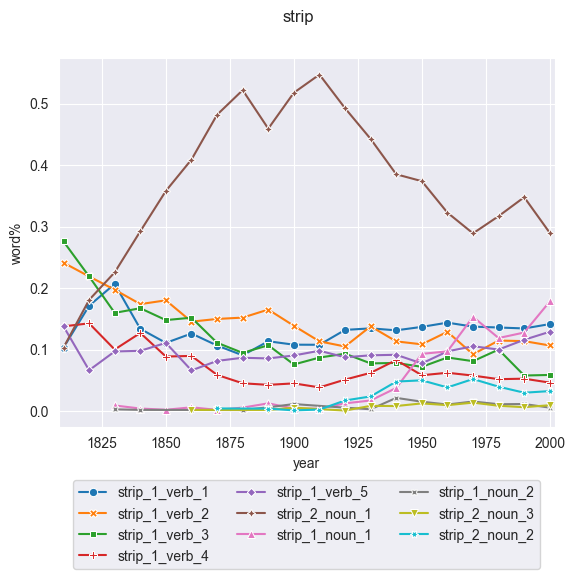 strip
word%
0.5
0.4
0.3
0.2
0.1
0.0
1825 1850 1875 1900 1925 1950 1975 2000
year
strip_1_verb_1 strip_1_verb_5 strip_1_noun_2
strip_1_verb_2 strip_2_noun_1 strip_2_noun_3
strip_1_verb_3 strip_1_noun_1 strip_2_noun_2
strip_1_verb_4